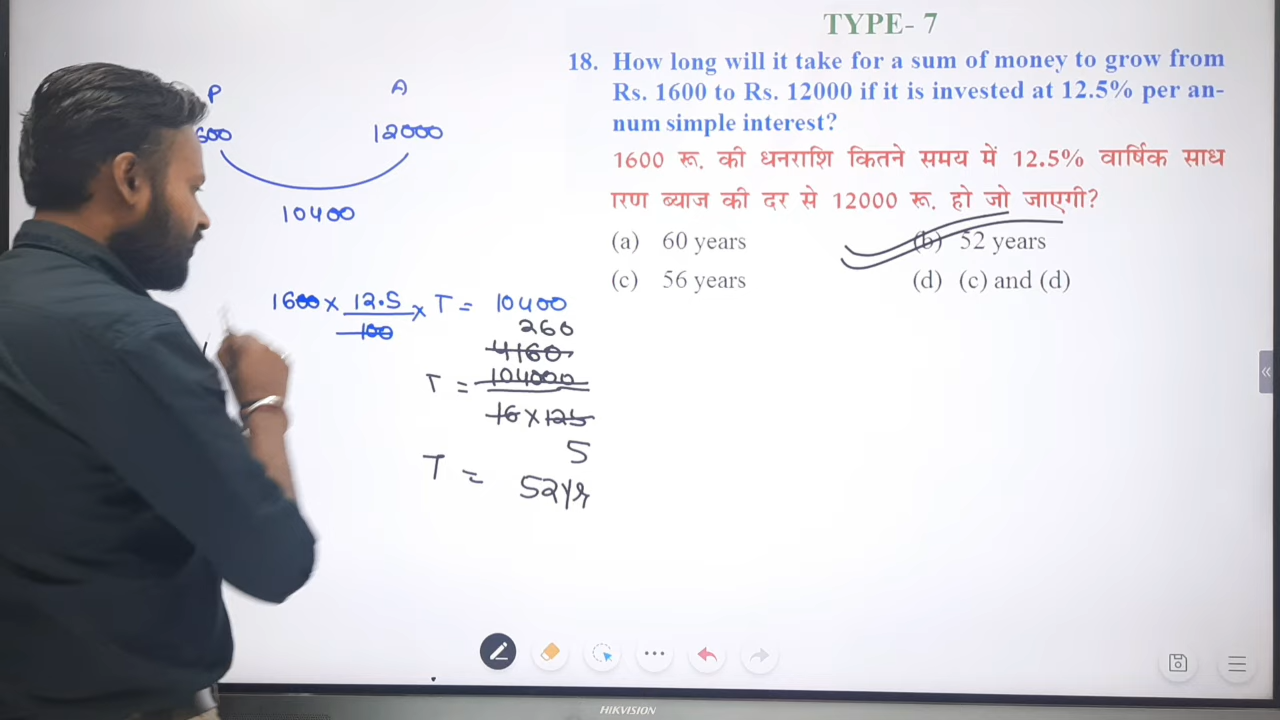 TYPE- 7
18. How long will it take for a sum of money to grow from
Rs. 1600 to Rs. 12000 if it is invested at 12.5% per an-
num simple interest?
1600 रू. की धनराशि कितने समय में 12.5% वार्षिक साध
रण ब्याज की दर से 12000 रू. हो जो जाएगी?
(a) 60 years (b) 52 years
(c) 56 years (d) (c) and (d)
P A
600 12000
10400
1600 × 12.5 × T = 10400
100
260
4160
T = 104000
16 × 125
5
T = 52yr
HIKVISION